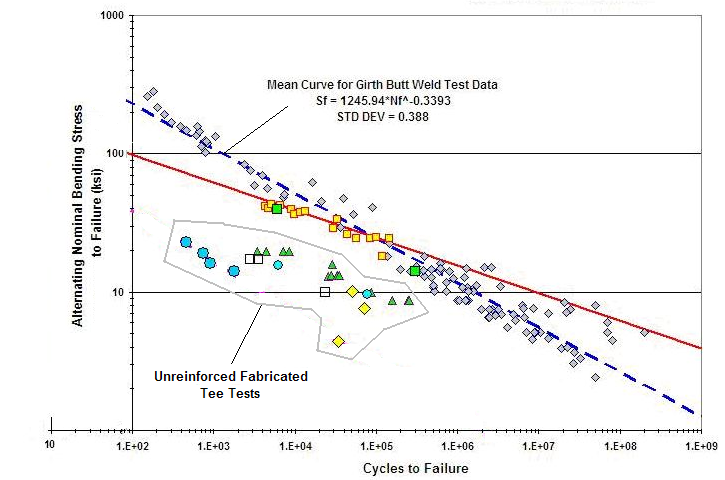 1000
100
10
Alternating Nominal Bending Stress
to Failure (ksi)
Mean Curve for Girth Butt Weld Test Data
Sf = 1245.94*Nf^-0.3393
STD DEV = 0.388
Unreinforced Fabricated
Tee Tests
10
1.E+02
1.E+03
1.E+04
1.E+05
1.E+06
1.E+07
1.E+08
1.E+09
Cycles to Failure